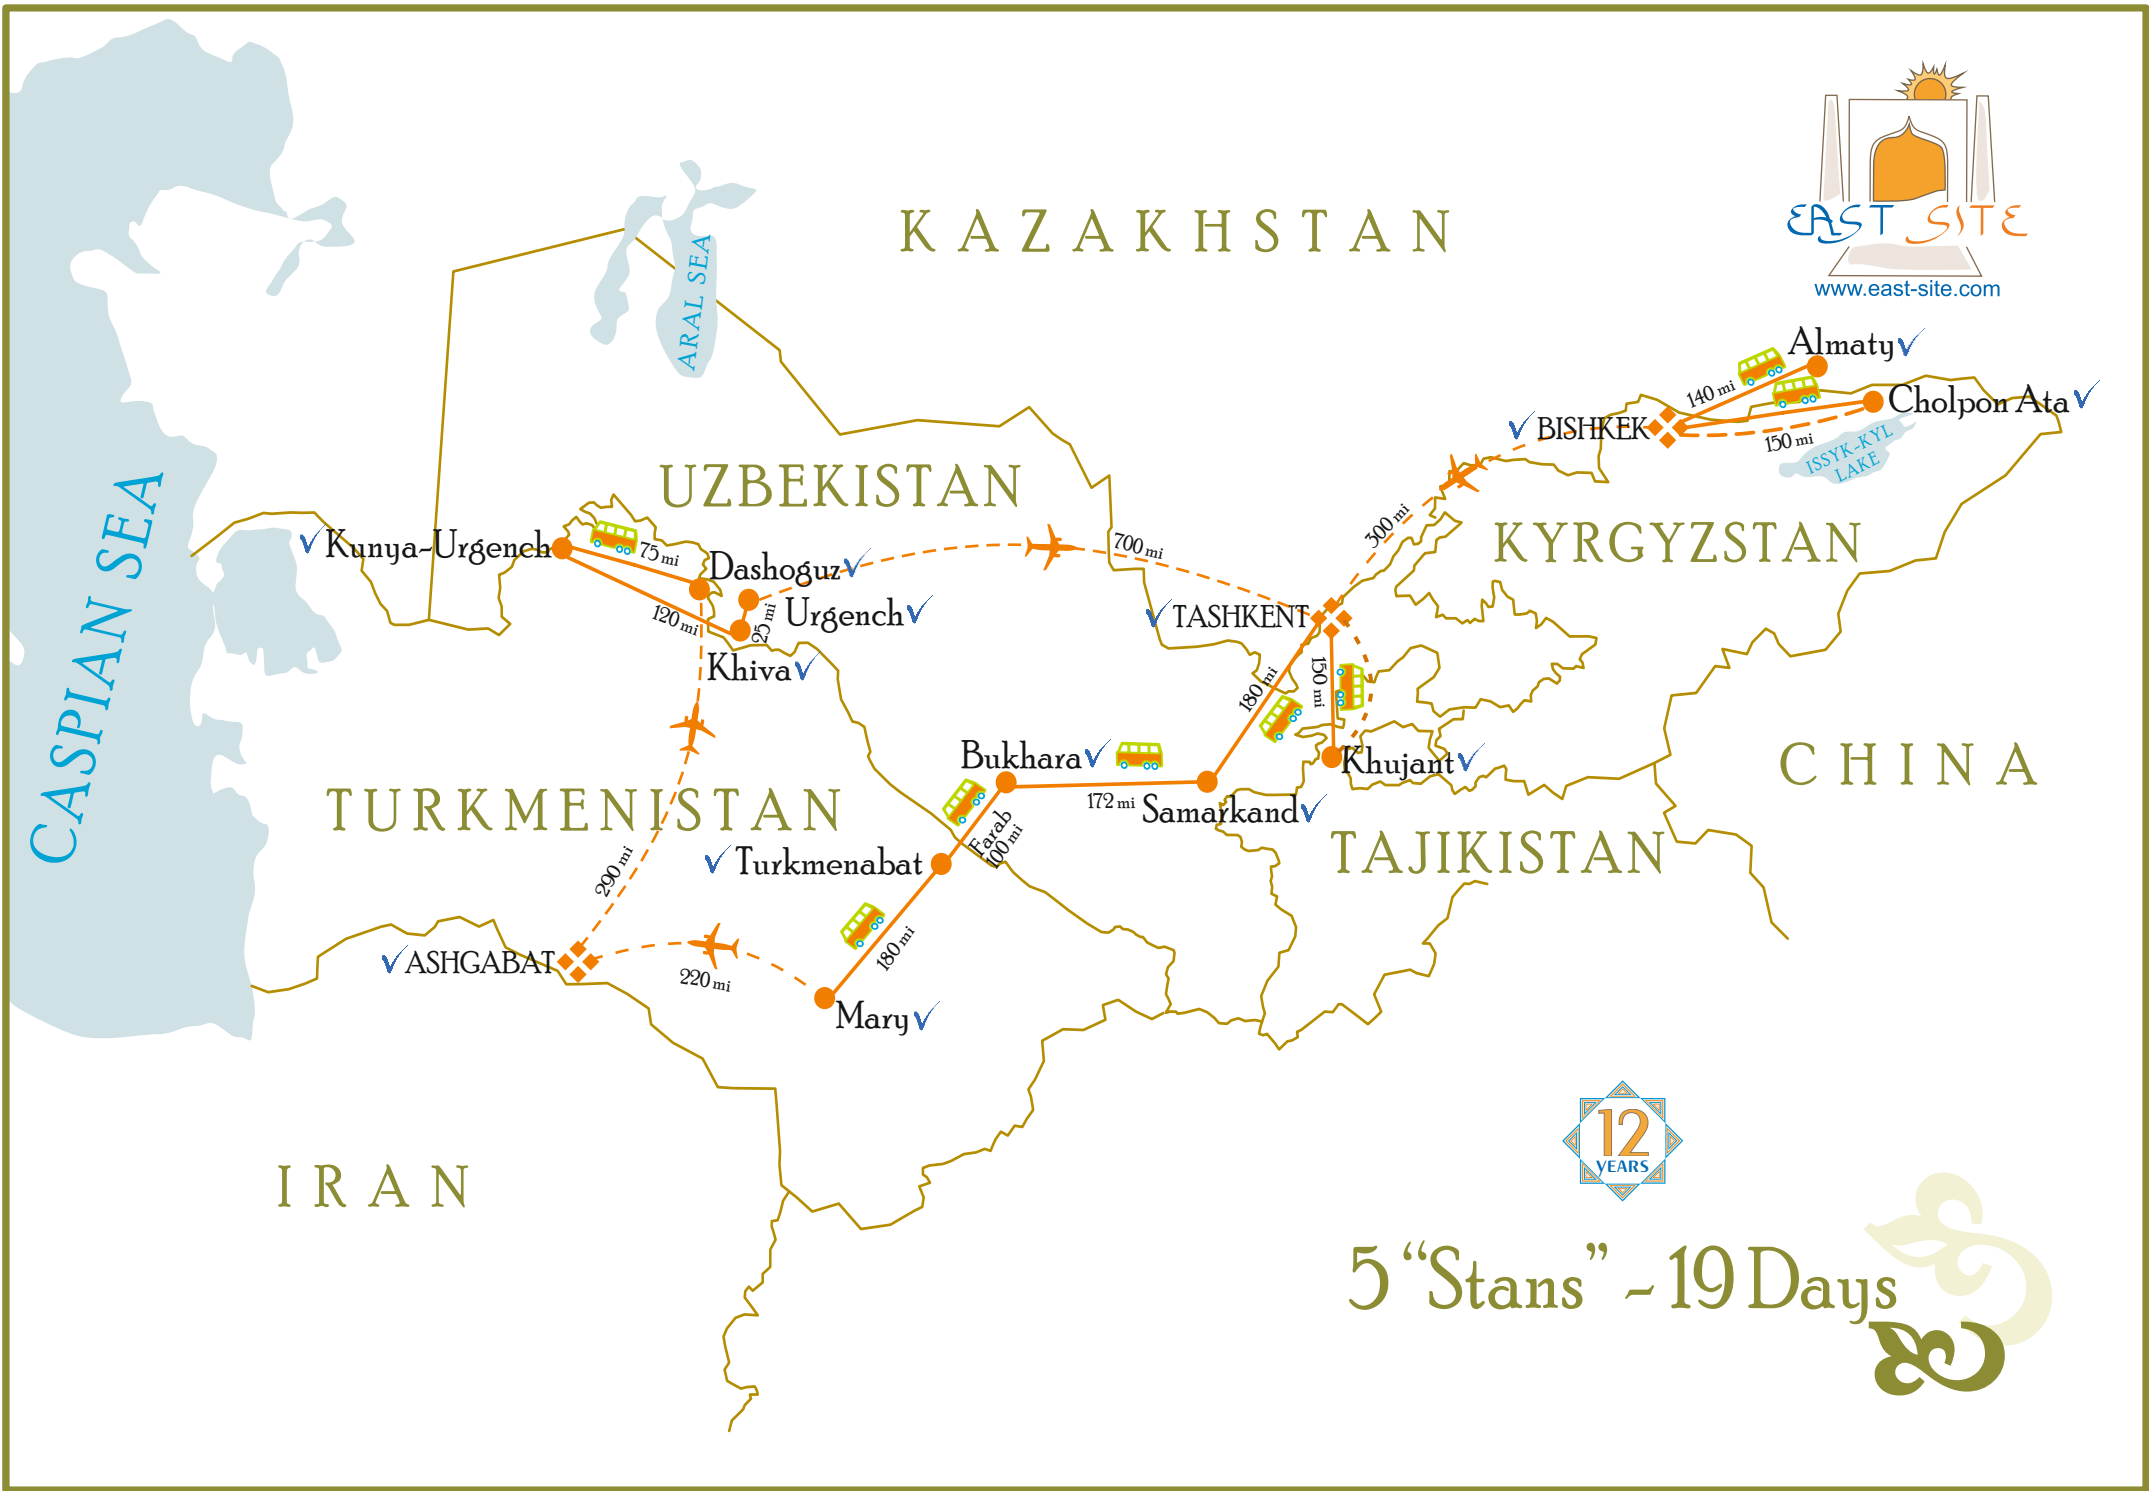 EAST SITE
www.east-site.com
KAZAKHSTAN
ARAL SEA
Almaty
140 mi
Cholpon Ata
BISHKEK
150 mi
ISSYK-KYL
LAKE
UZBEKISTAN
CASPIAN SEA
300 mi
KYRGYZSTAN
Kunya-Urgench
75 mi
700 mi
Dashoguz
120 mi
25 mi
Urgench
TASHKENT
Khiva
180 mi
150 mi
Bukhara
Khujant
CHINA
TURKMENISTAN
172 mi
Samarkand
Farab
100 mi
TAJIKISTAN
290 mi
Turkmenabat
180 mi
ASHGABAT
220 mi
Mary
12
YEARS
IRAN
5 “Stans” - 19 Days